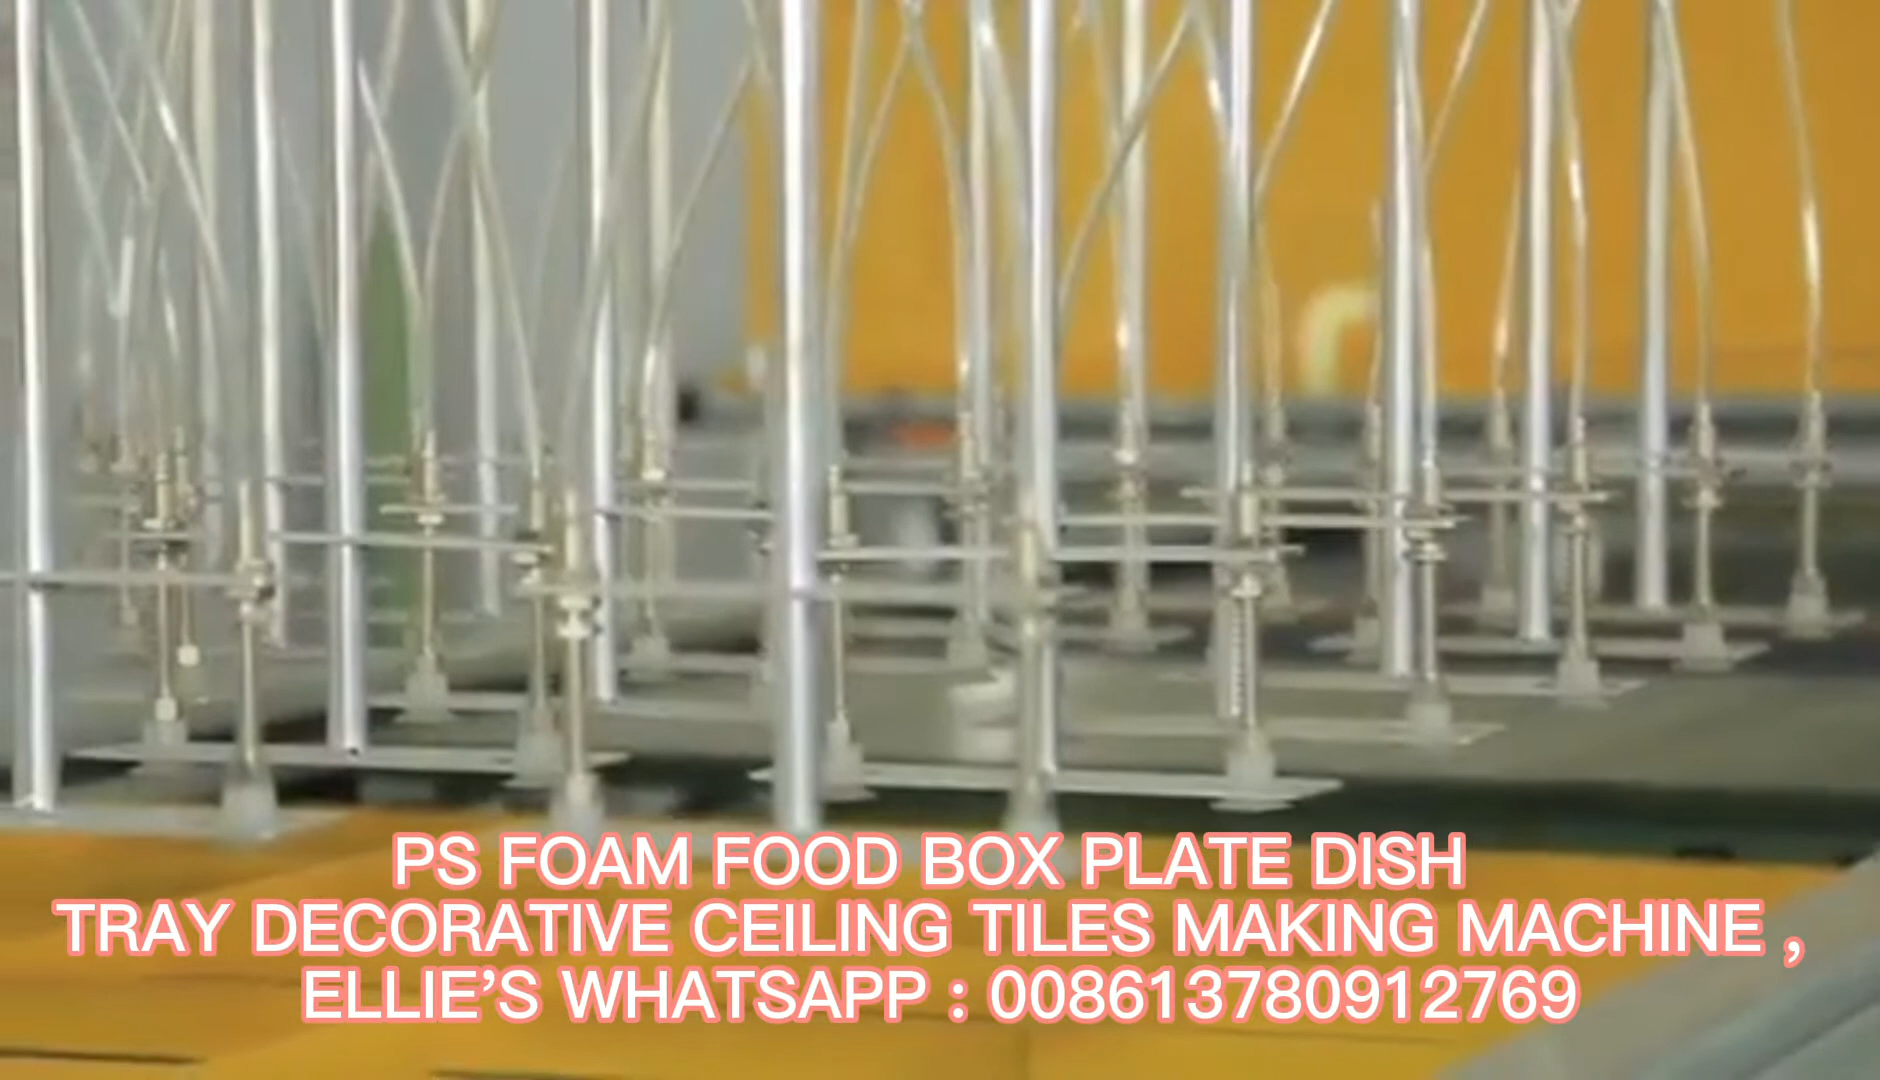 PS FOAM FOOD BOX PLATE DISH
TRAY DECORATIVE CEILING TILES MAKING MACHINE ,
ELLIE’S WHATSAPP : 008613780912769